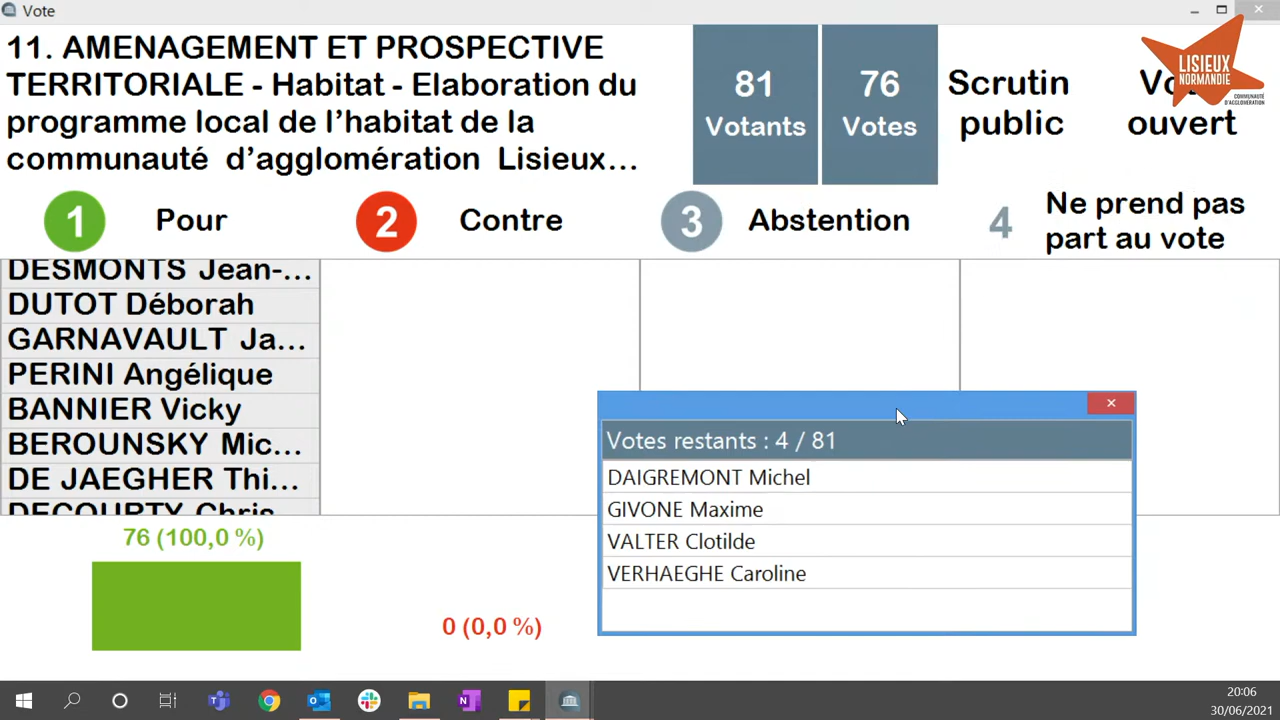 Vote
11. AMENAGEMENT ET PROSPECTIVE
TERRITORIALE - Habitat - Elaboration du
programme local de l'habitat de la
communauté d'agglomération Lisieux...
81
Votants
76
Votes
Scrutin
public
ouvert
LISIEUX
NORMANDIE
COMMUNAUTÉ
D'AGGLOMÉRATION
1
Pour
2
Contre
3
Abstention
4
Ne prend pas
part au vote
DESMONTS Jean-...
DUTOT Déborah
GARNAVAULT Ja...
PERINI Angélique
BANNIER Vicky
BEROUNSKY Mic...
DE JAEGHER Thi...
DECOURTY Chris
76 (100,0 %)
0 (0,0 %)
Votes restants : 4 / 81
DAIGREMONT Michel
GIVONE Maxime
VALTER Clotilde
VERHAEGHE Caroline
20:06
30/06/2021